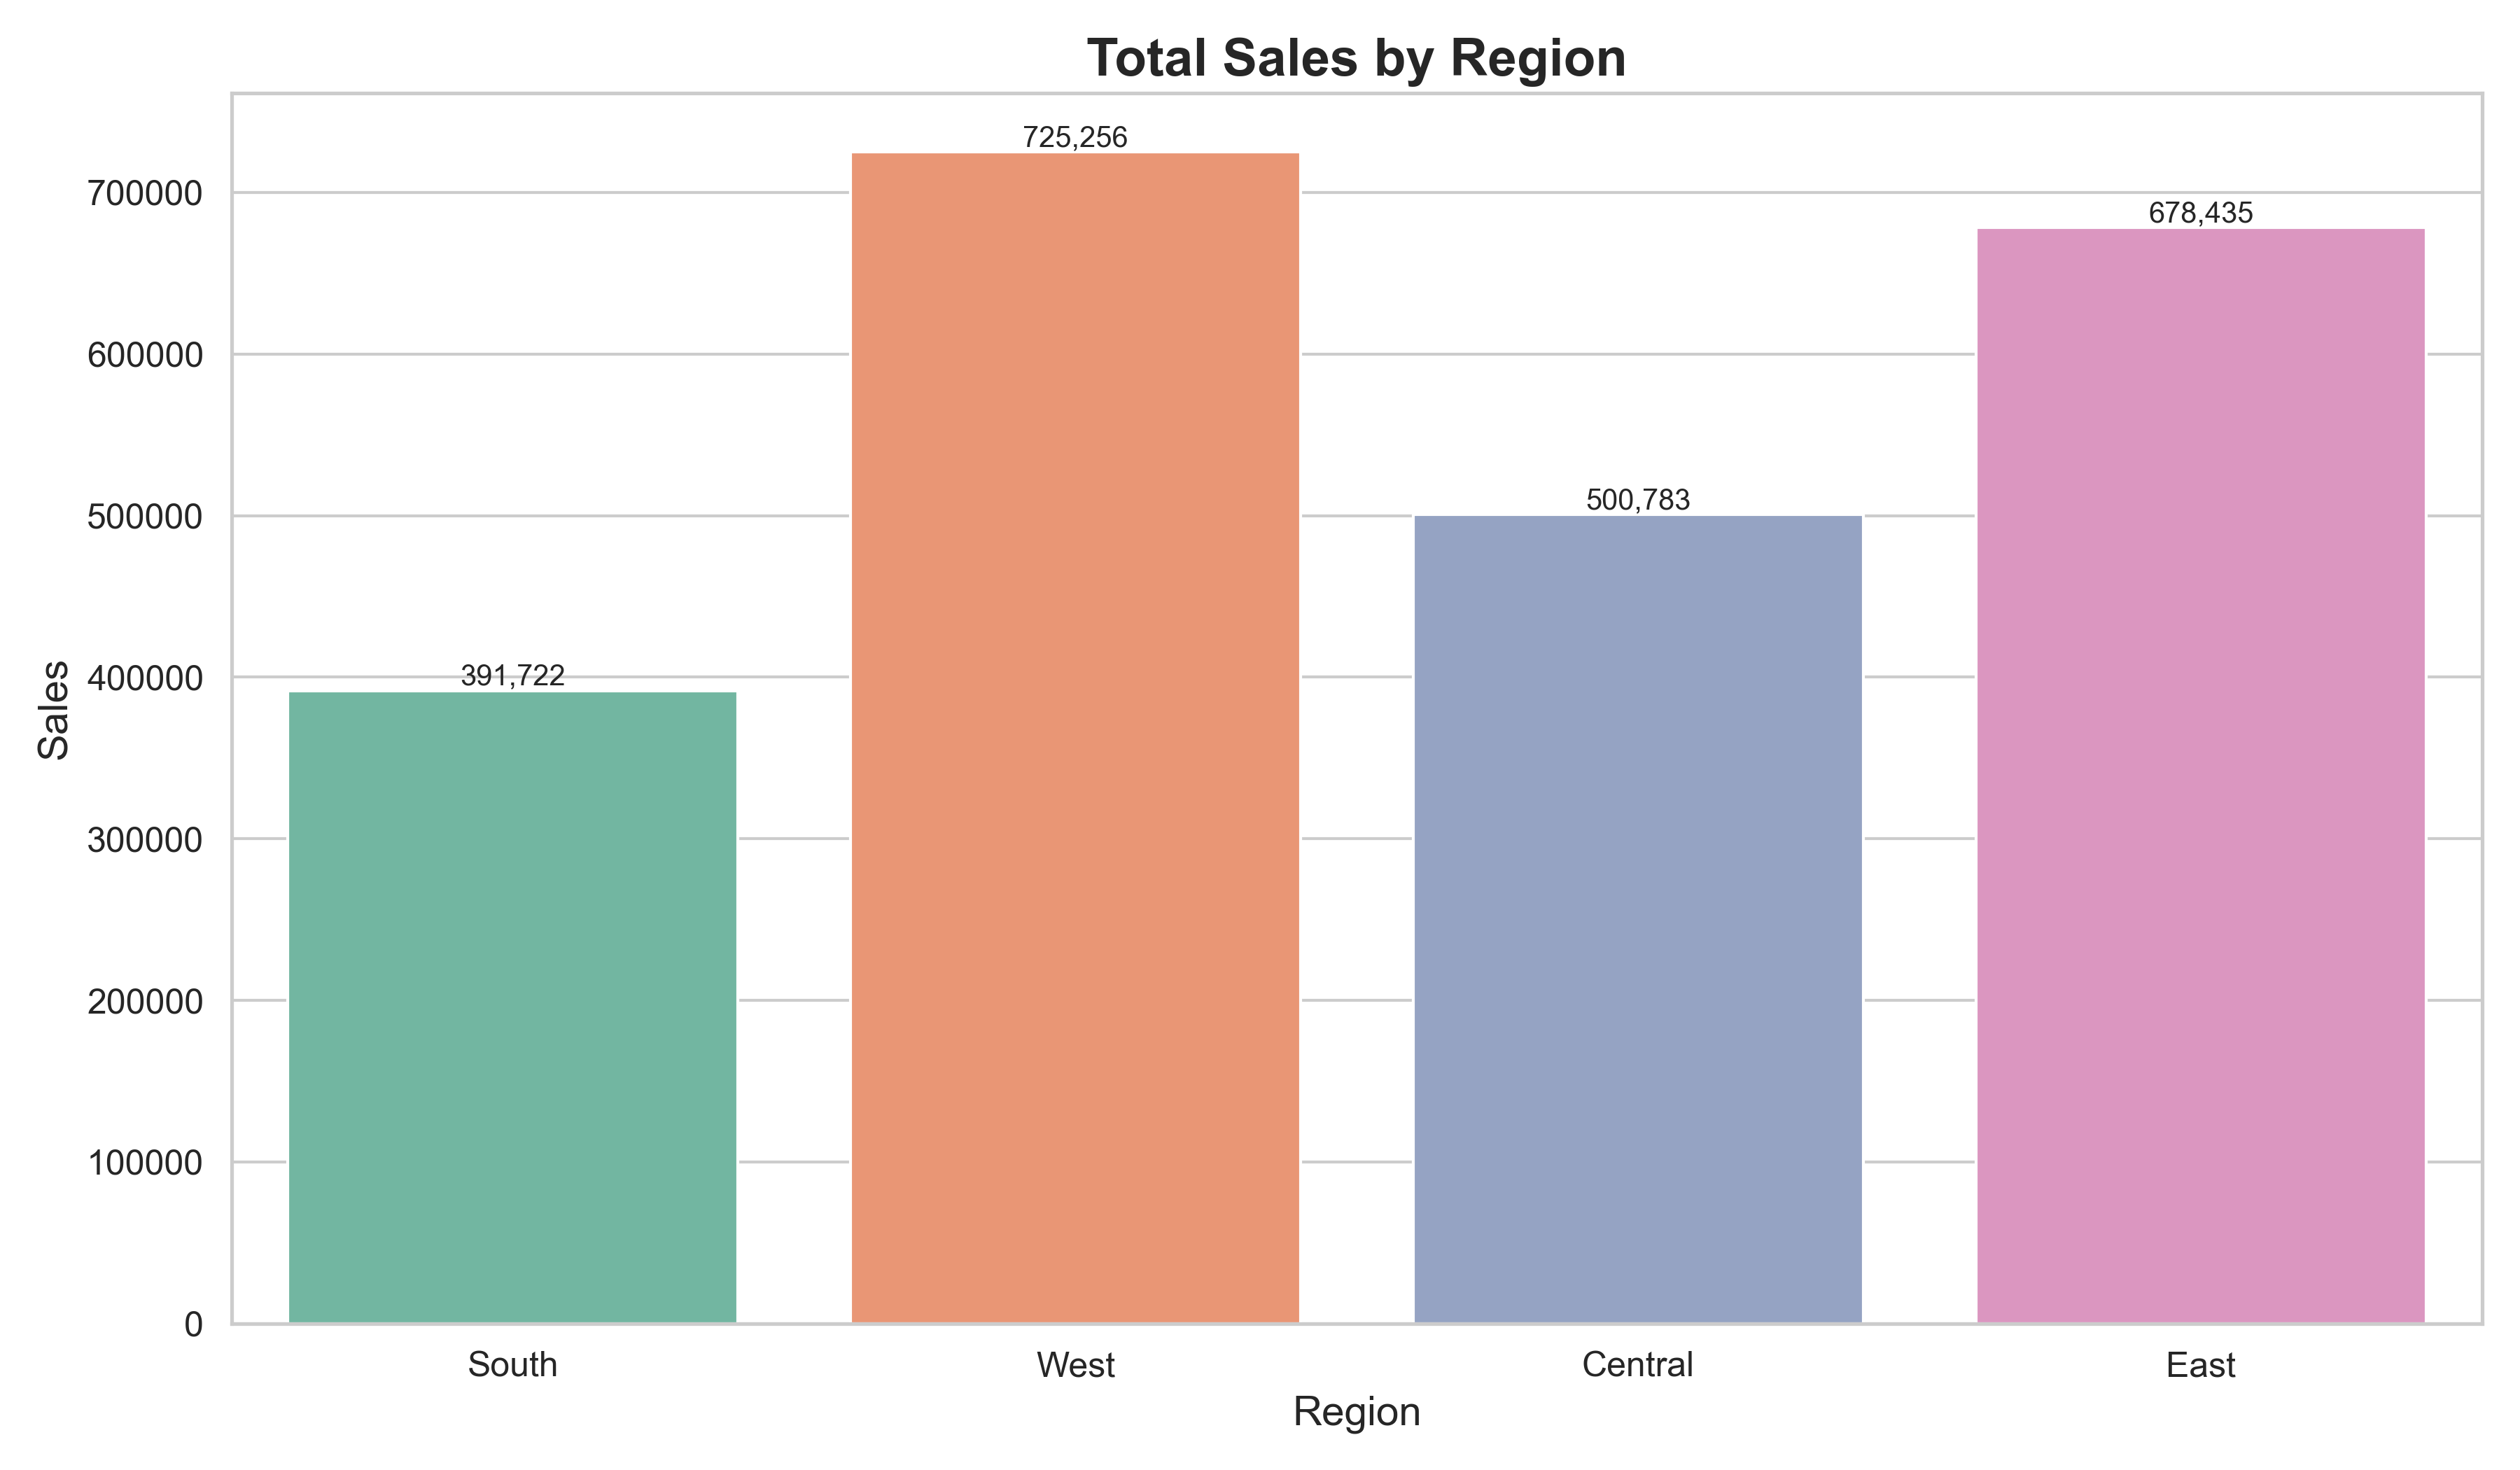 Total Sales by Region
725,256
700000
678,435
600000
500000
500,783
400000
391,722
Sales
300000
200000
100000
0
South
West
Central
East
Region